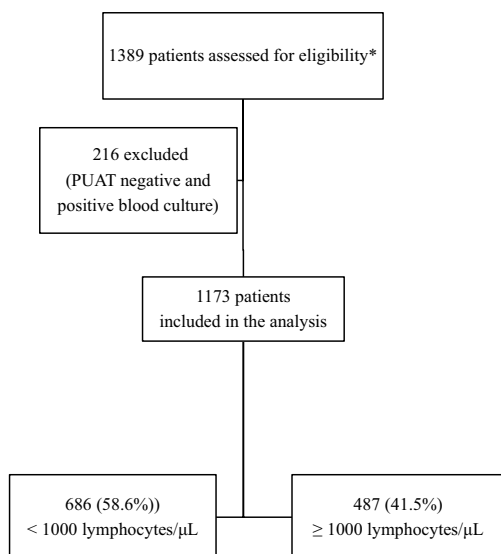 1389 patients assessed for eligibility*
216 excluded
(PUAT negative and
positive blood culture)
1173 patients
included in the analysis
686 (58.6%))
< 1000 lymphocytes/μL
487 (41.5%)
≥ 1000 lymphocytes/μL